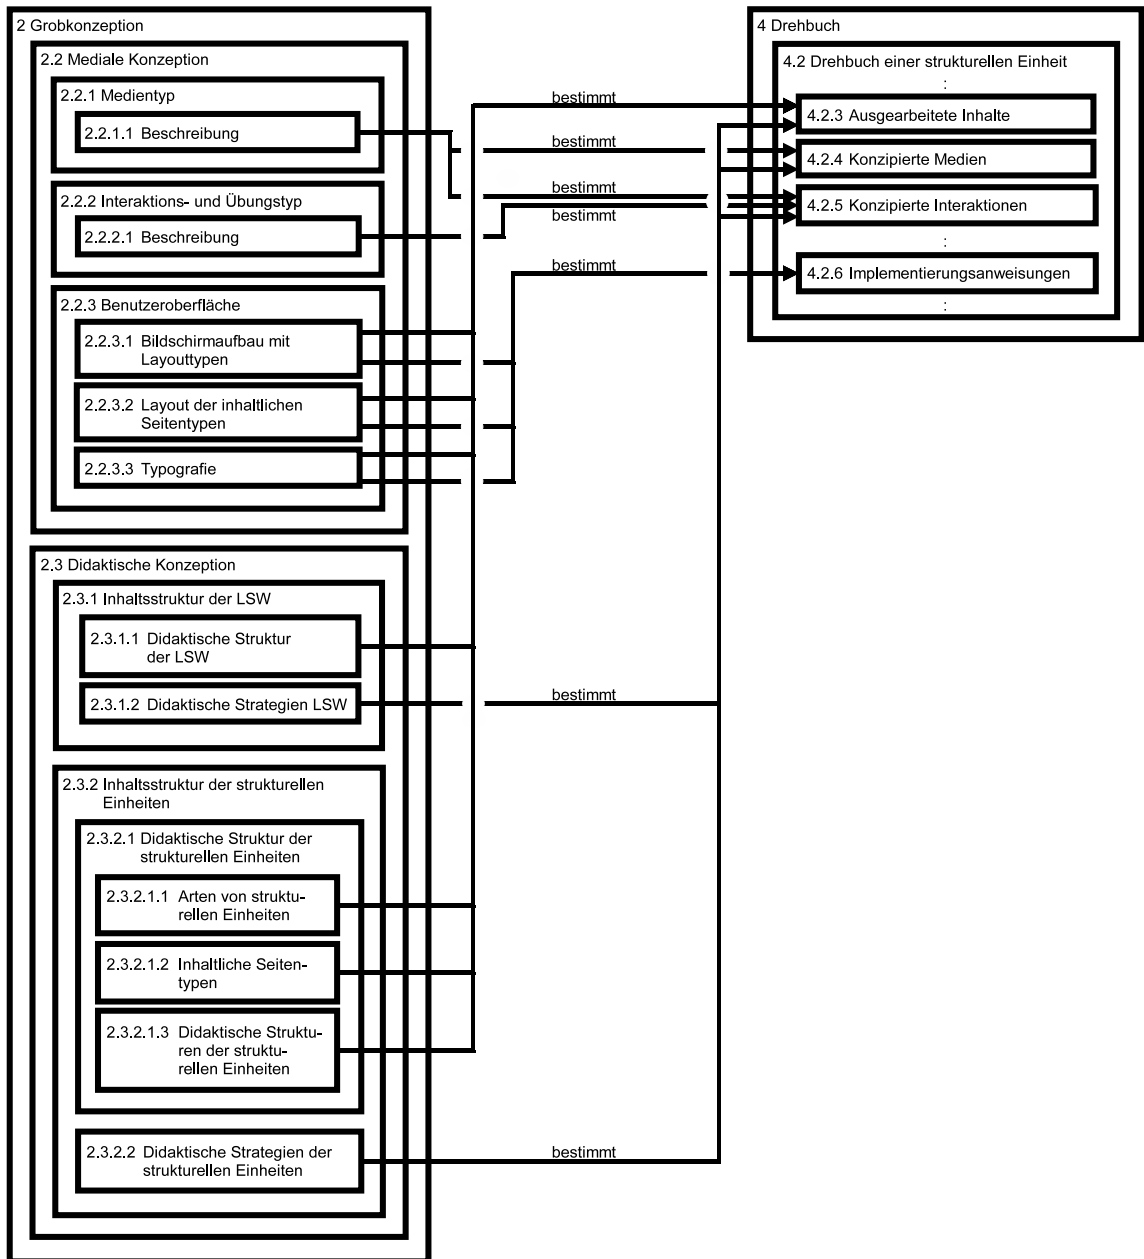 2 Grobkonzeption
2.2 Mediale Konzeption
2.2.1 Medientyp
2.2.1.1 Beschreibung
2.2.2 Interaktions- und Übungstyp
2.2.2.1 Beschreibung
2.2.3 Benutzeroberfläche
2.2.3.1 Bildschirmaufbau mit
Layouttypen
2.2.3.2 Layout der inhaltlichen
Seitentypen
2.2.3.3 Typografie
2.3 Didaktische Konzeption
2.3.1 Inhaltsstruktur der LSW
2.3.1.1 Didaktische Struktur
der LSW
2.3.1.2 Didaktische Strategien LSW
2.3.2 Inhaltsstruktur der strukturellen
Einheiten
2.3.2.1 Didaktische Struktur der
strukturellen Einheiten
2.3.2.1.1 Arten von struktu-
rellen Einheiten
2.3.2.1.2 Inhaltliche Seiten-
typen
2.3.2.1.3 Didaktische Struktu-
ren der struktu-
rellen Einheiten
2.3.2.2 Didaktische Strategien der
strukturellen Einheiten
bestimmt
bestimmt
bestimmt
bestimmt
bestimmt
bestimmt
bestimmt
4 Drehbuch
4.2 Drehbuch einer strukturellen Einheit
:
4.2.3 Ausgearbeitete Inhalte
4.2.4 Konzipierte Medien
4.2.5 Konzipierte Interaktionen
:
4.2.6 Implementierungsanweisungen
: